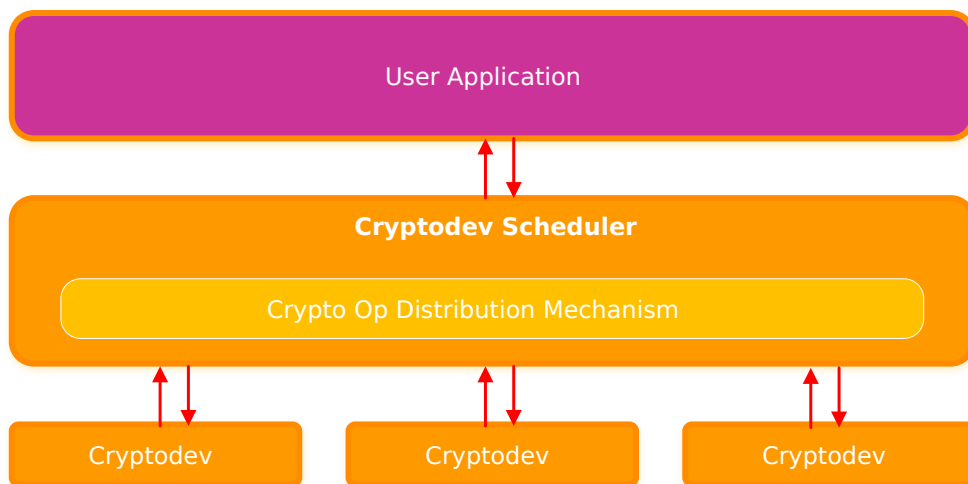 User Application
Cryptodev Scheduler
Crypto Op Distribution Mechanism
Cryptodev
Cryptodev
Cryptodev